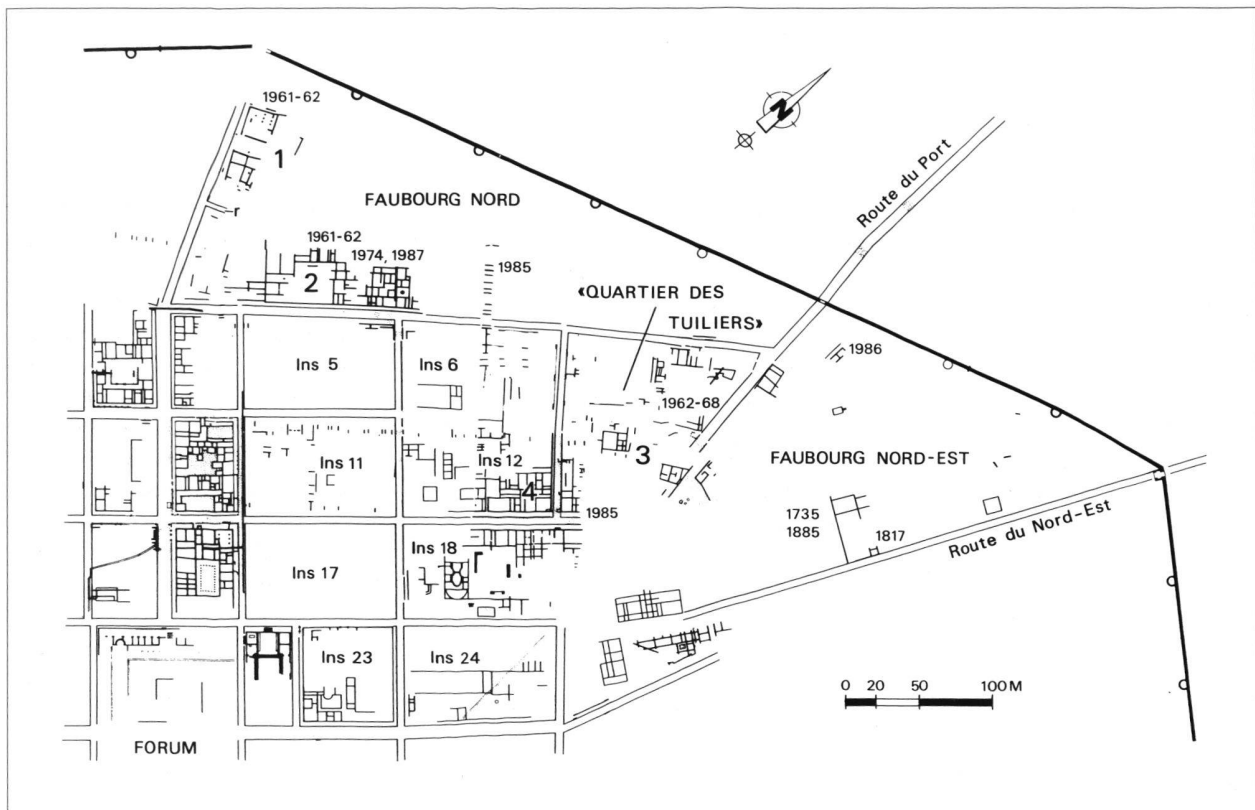 1961-62
1
r
FAUBOURG NORD
N
Route du Port
1961-62
1974, 1987
2
1985
«QUARTIER DES
TUILIERS»
1986
Ins 5
Ins 6
1962-68
3
FAUBOURG NORD-EST
Ins 11
Ins 12
4
1985
1735
1885
1817
Route du Nord-Est
Ins 17
Ins 18
Ins 23
Ins 24
0 20 50 100 M
FORUM